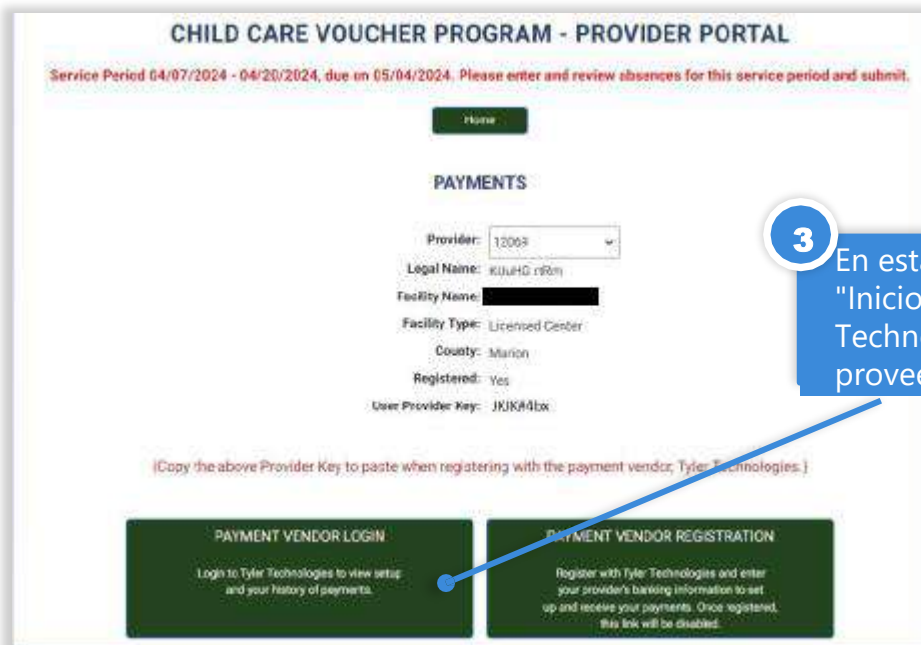 CHILD CARE VOUCHER PROGRAM - PROVIDER PORTAL
Service Period 04/07/2024 - 04/20/2024, due on 05/04/2024. Please enter and review absences for this service period and submit.
Home
PAYMENTS
Provider: 12069
Legal Name:
Facility Name:
Facility Type: Licensed Center
County: Marion
Registered: Yes
User Provider Key:
(Copy the above Provider Key to paste when registering with the payment vendor, Tyler Technologies.)
PAYMENT VENDOR LOGIN
Login to Tyler Technologies to view setup
and your history of payments.
PAYMENT VENDOR REGISTRATION
Register with Tyler Technologies and enter
your provider's banking information to set
up and receive your payments. Once registered,
this link will be disabled.
3
En
"Inicio